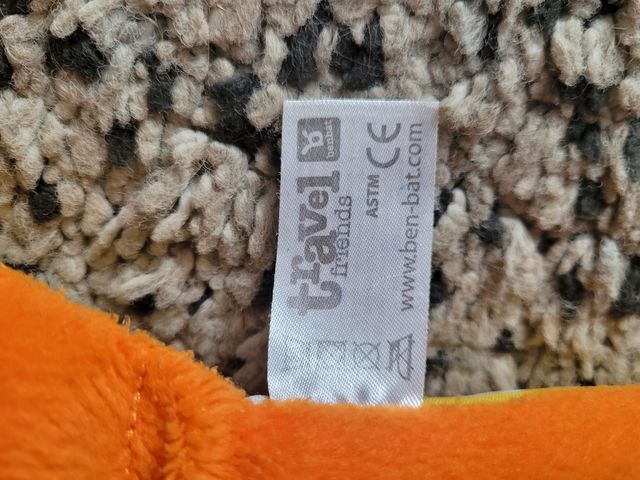 travel
friends
benbat
ASTM CE
www.ben-bat.com